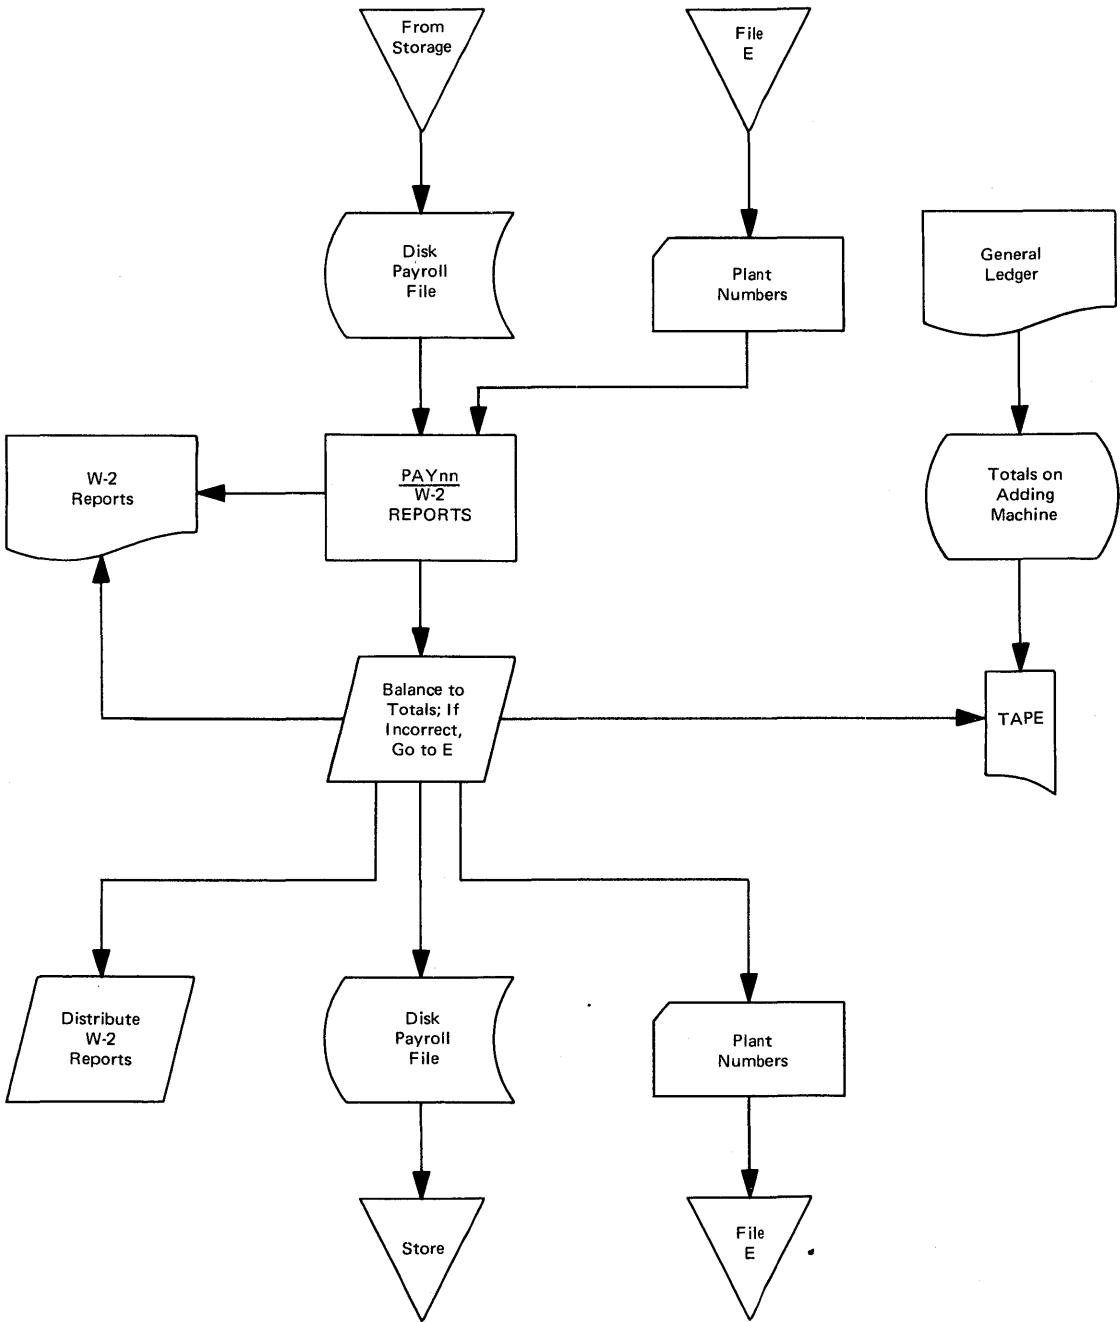 From
Storage
File
E
Disk
Payroll
File
Plant
Numbers
General
Ledger
W-2
Reports
PAYnn
W-2
REPORTS
Totals on
Adding
Machine
Balance to
Totals; If
Incorrect,
Go to E
TAPE
Distribute
W-2
Reports
Disk
Payroll
File
Plant
Numbers
Store
File
E